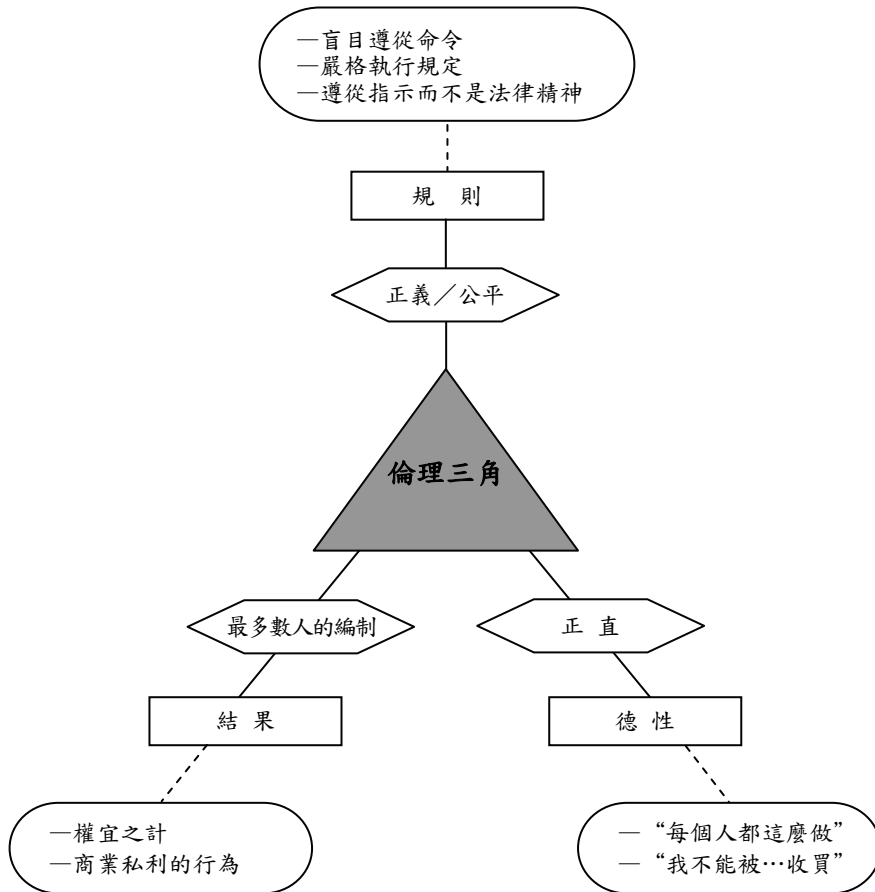 —盲目遵從命令
—嚴格執行規定
—遵從指示而不是法律精神
規 則
正義／公平
倫理三角
最多數人的編制
正 直
結 果
德 性
—權宜之計
—商業私利的行為
—“每個人都這麼做”
—“我不能被…收買”